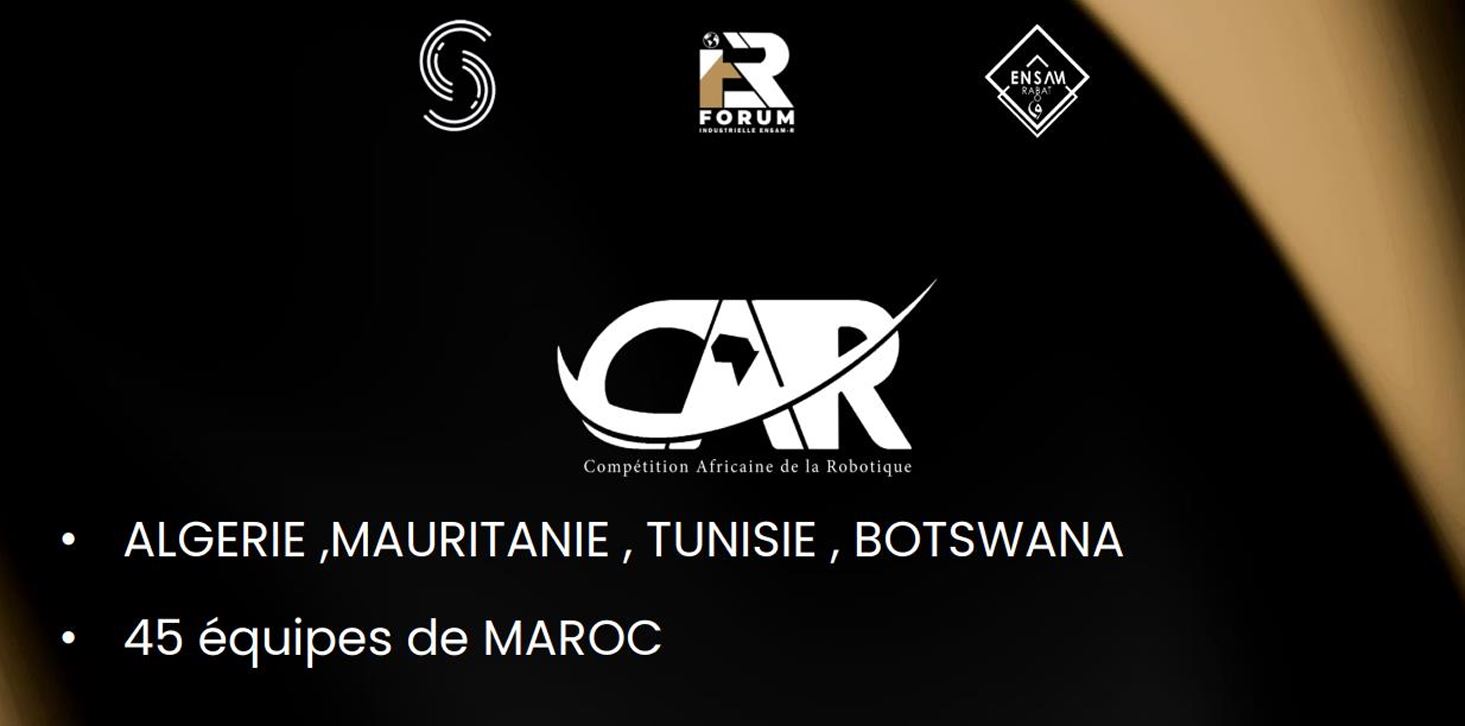 FORUM
INDUSTRIELLE ENSAM-R
ENSAM
RABAT
CAR
Compétition Africaine de la Robotique
• ALGERIE ,MAURITANIE , TUNISIE , BOTSWANA
• 45 équipes de MAROC